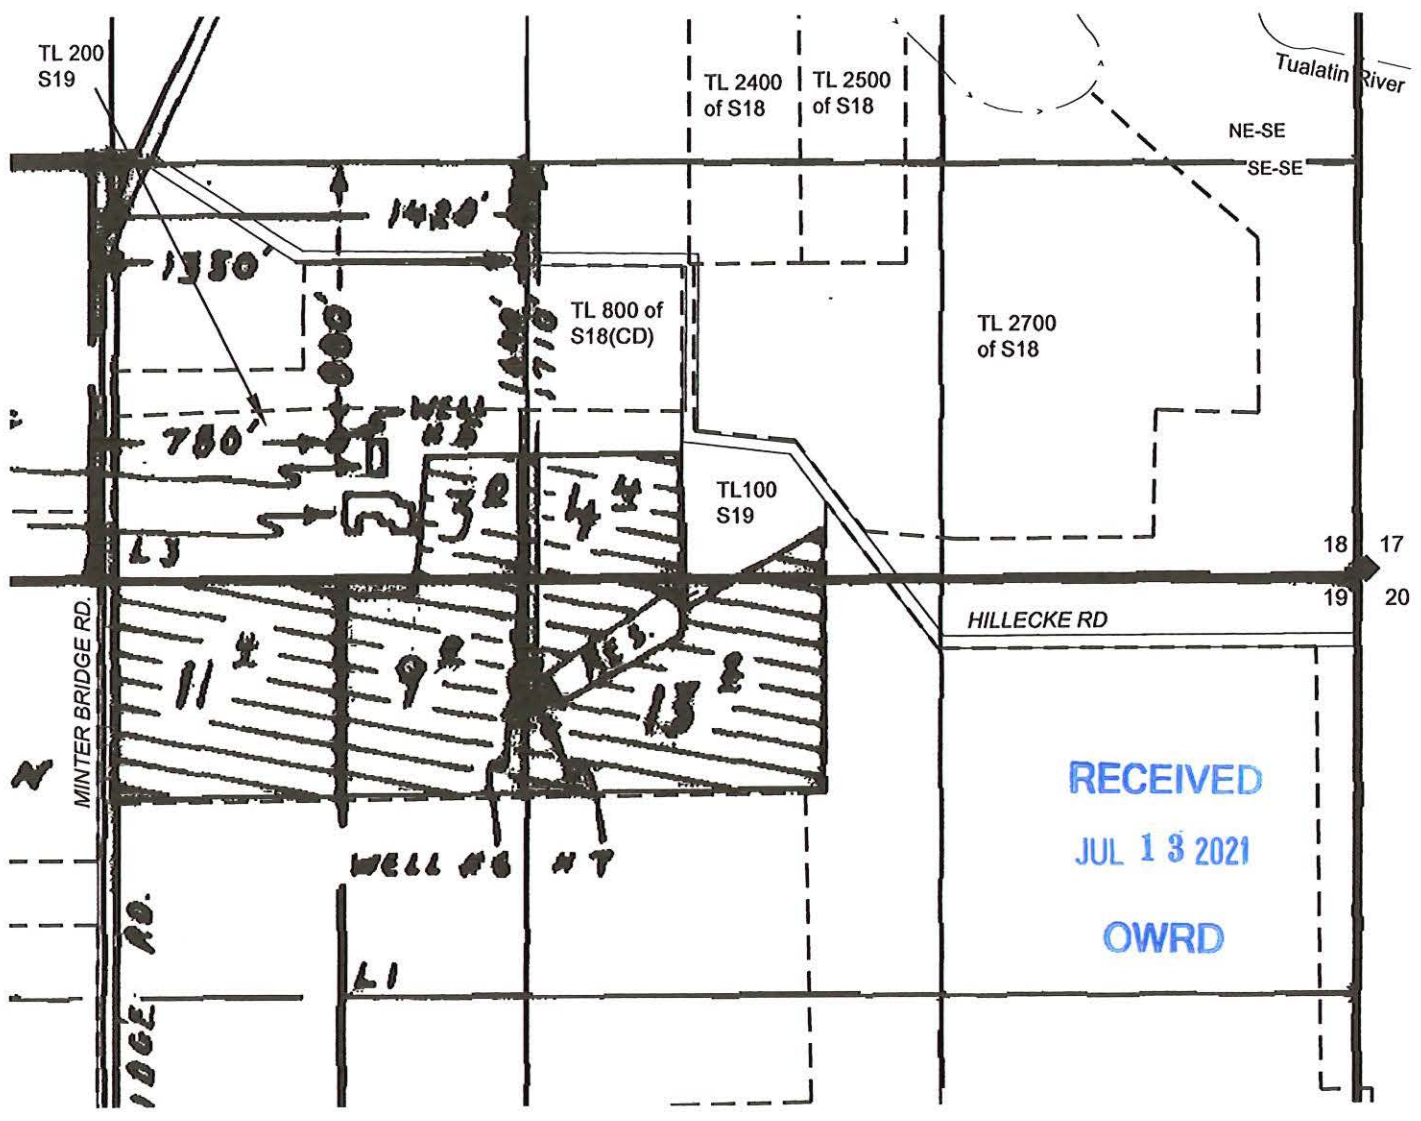 TL 200
S19
TL 2400
of S18
TL 2500
of S18
Tualatin River
NE-SE
SE-SE
1420'
1350'
TL 800 of
S18(CD)
TL 2700
of S18
WELL
#5
780'
3
4
TL100
S19
L3
18
17
19
20
HILLECKE RD
MINTER BRIDGE RD.
RES.
11
9
13
RECEIVED
JUL 13 2021
OWRD
WELL #6
#7
L1
IDGE RD.